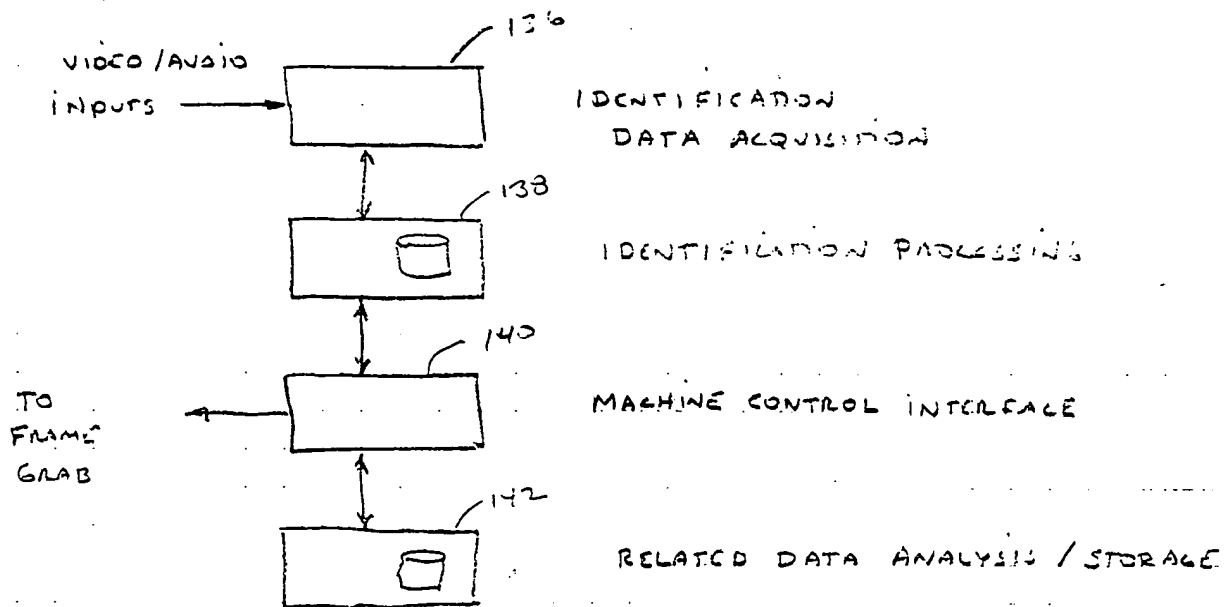 136
VIDEO/AUDIO
INPUTS
IDENTIFICATION
DATA ACQUISITION
138
IDENTIFICATION PROCESSING
140
TO
FRAME
GRAB
MACHINE CONTROL INTERFACE
142
RELATED DATA ANALYSIS / STORAGE